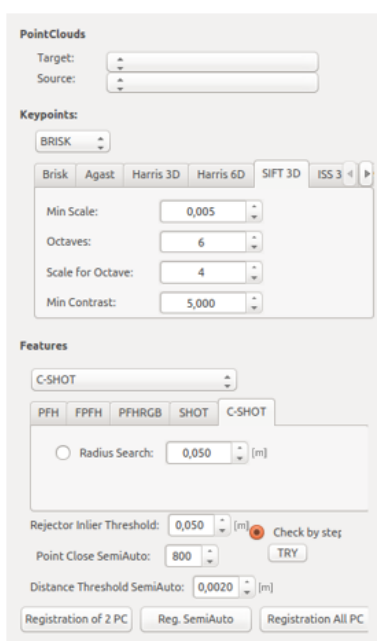 PointClouds
Target:
Source:
Keypoints:
BRISK
Brisk Agast Harris 3D Harris 6D SIFT 3D ISS 3
Min Scale: 0,005
Octaves: 6
Scale for Octave: 4
Min Contrast: 5,000
Features
C-SHOT
PFH FPFH PFHRGB SHOT C-SHOT
Radius Search: 0,050 [m]
Rejector Inlier Threshold: 0,050 [m] Check by step
Point Close SemiAuto: 800 TRY
Distance Threshold SemiAuto: 0,0020 [m]
Registration of 2 PC Reg. SemiAuto Registration All PC